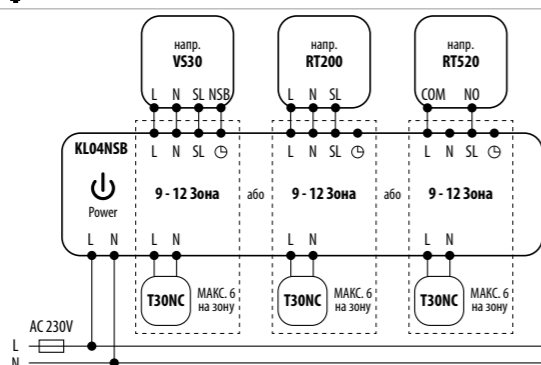 напр.
VS30
напр.
RT200
напр.
RT520
L N SL NSB
L N SL
COM NO
KL04NSB
L N SL
L N SL
L N SL
Power
9 - 12 Зона
або
9 - 12 Зона
або
9 - 12 Зона
L N
L N
L N
L N
T30NC
МАКС. 6
на зону
T30NC
МАКС. 6
на зону
T30NC
МАКС. 6
на зону
AC 230V
L
N